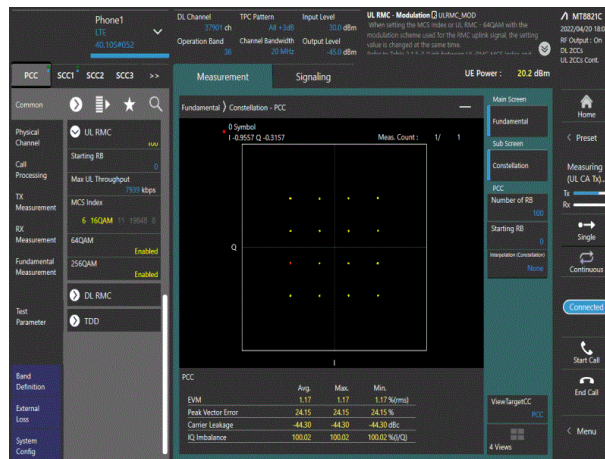 Phone1
LTE
40.10S#052
DL Channel
37901 ch
TPC Pattern
All +3dB
Input Level
30.0 dBm
Operation Band
38
Channel Bandwidth
20 MHz
Output Level
-45.0 dBm
UL RMC - Modulation ULRMC_MOD
When setting the MCS Index or UL RMC - 64QAM with the
modulation scheme used for the RMC uplink signal, the setting
value is changed at the same time.
MT8821C
2022/04/20 18:0
RF Output : On
DL 2CCs
UL 2CCs Cont.
PCC
SCC1
SCC2
SCC3
>>
Measurement
Signaling
UE Power : 20.2 dBm
Common
Physical
Channel
Call
Processing
TX
Measurement
RX
Measurement
Fundamental
Measurement
Test
Parameter
Band
Definition
External
Loss
System
Config
UL RMC
100
Starting RB
0
Max UL Throughput
7939 kbps
MCS Index
6 16QAM 11 19848 8
64QAM
Enabled
256QAM
Enabled
DL RMC
TDD
Fundamental Constellation - PCC
0 Symbol
I -0.9557 Q -0.3157
Meas. Count : 1/ 1
Q
I
PCC
Avg. Max. Min.
EVM 1.17 1.17 1.17 %(rms)
Peak Vector Error 24.15 24.15 24.15 %
Carrier Leakage -44.30 -44.30 -44.30 dBc
IQ Imbalance 100.02 100.02 100.02 %(I/Q)
Main Screen
Fundamental
Sub Screen
Constellation
PCC
Number of RB
100
Starting RB
0
Interpolation (Constellation)
None
ViewTargetCC
PCC
4 Views
Home
Preset
Measuring
(UL CA Tx)..
Tx
Rx
Single
Continuous
Connected
Start Call
End Call
Menu